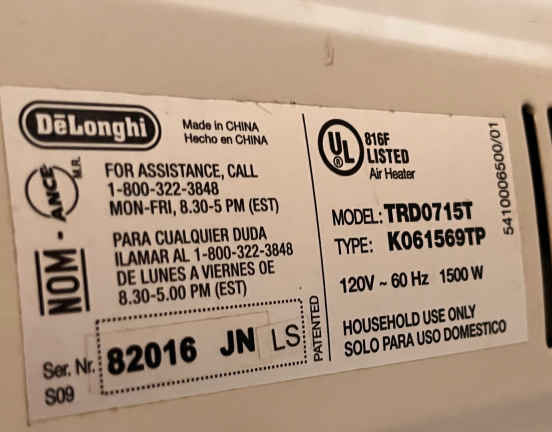 DēLonghi
Made in CHINA
Hecho en CHINA
NOM - ANCE M.R.
FOR ASSISTANCE, CALL
1-800-322-3848
MON-FRI, 8.30-5 PM (EST)
PARA CUALQUIER DUDA
lLAMAR AL 1-800-322-3848
DE LUNES A VIERNES OE
8.30-5.00 PM (EST)
Ser. Nr. 82016 JN LS
S09
PATENTED
UL ®
816F
LISTED
Air Heater
MODEL: TRD0715T
TYPE: K061569TP
120V ~ 60 Hz 1500 W
HOUSEHOLD USE ONLY
SOLO PARA USO DOMESTICO
5410006500/01